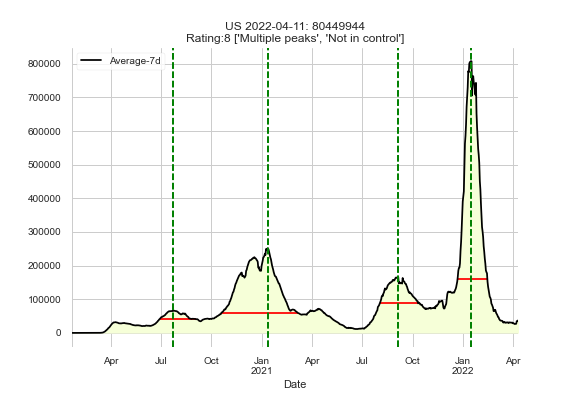 US 2022-04-11: 80449944
Rating:8 ['Multiple peaks', 'Not in control']
Average-7d
800000
700000
600000
500000
400000
300000
200000
100000
0
Apr Jul Oct Jan Apr Jul Oct Jan Apr
2021 2022
Date